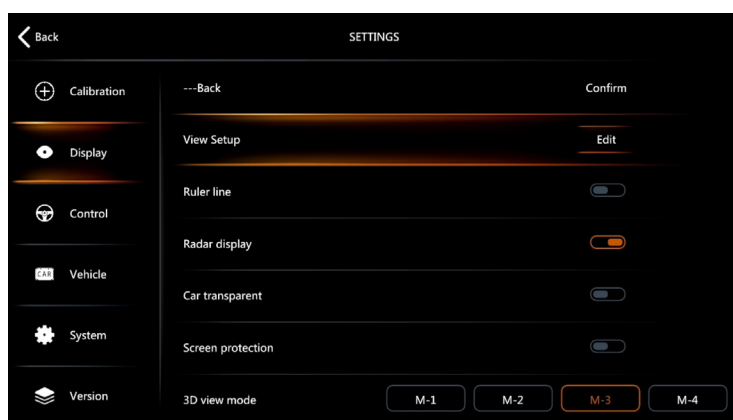 Back
SETTINGS
Calibration
Display
Control
CAR Vehicle
System
Version
---Back Confirm
View Setup Edit
Ruler line
Radar display
Car transparent
Screen protection
3D view mode M-1 M-2 M-3 M-4